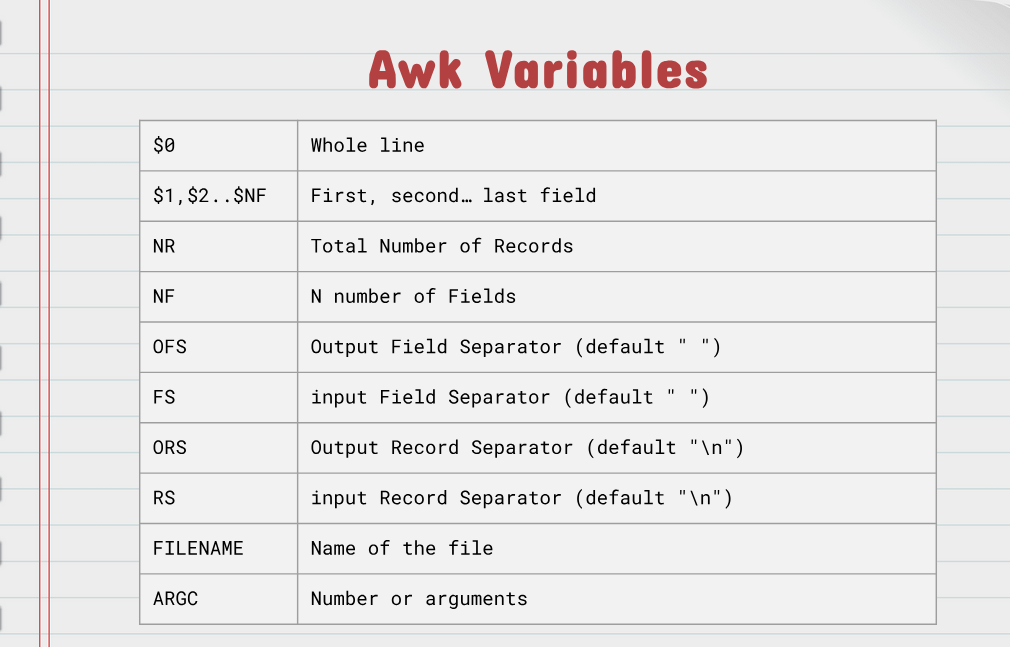 Awk Variables
$0 Whole line
$1,$2..$NF First, second… last field
NR Total Number of Records
NF N number of Fields
OFS Output Field Separator (default " ")
FS input Field Separator (default " ")
ORS Output Record Separator (default "\n")
RS input Record Separator (default "\n")
FILENAME Name of the file
ARGC Number or arguments